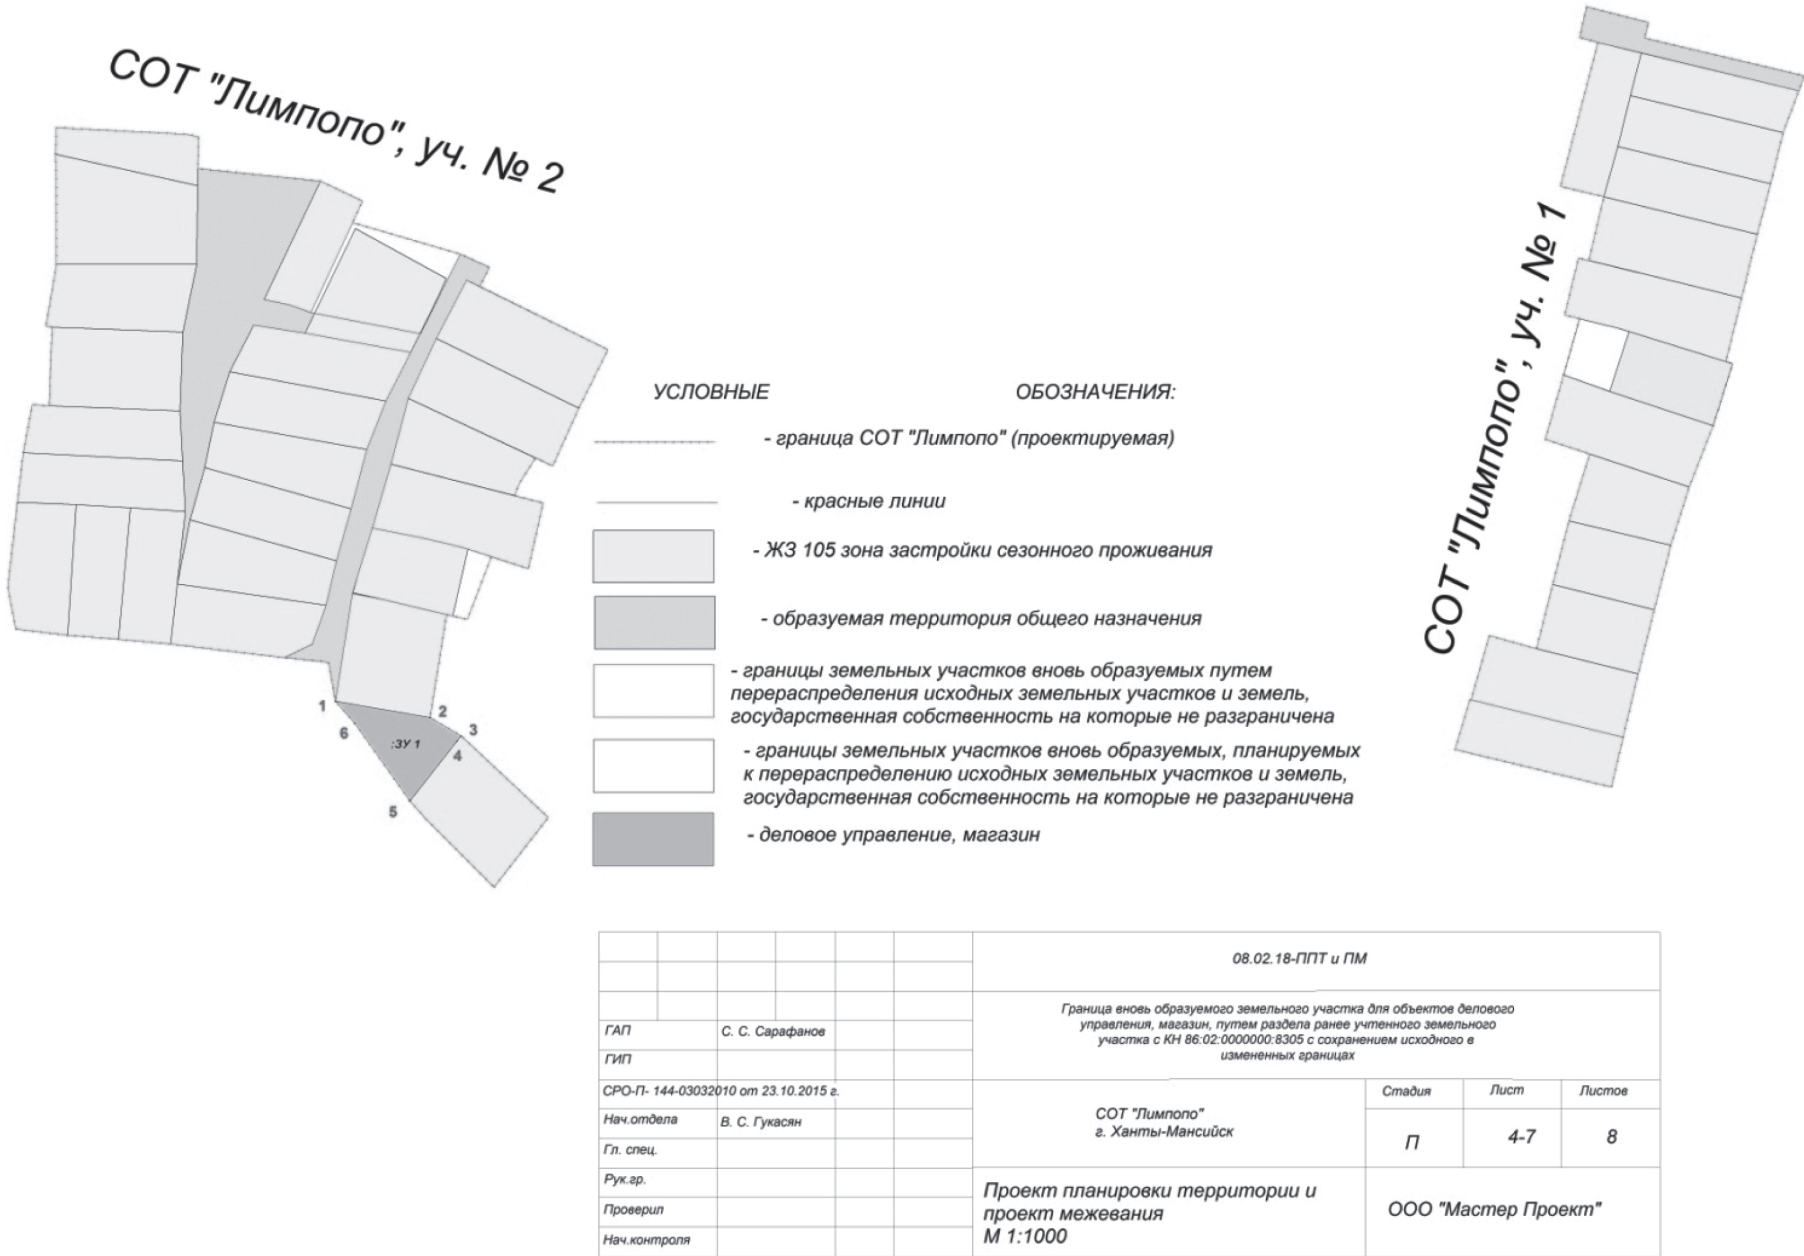 СОТ "Лимпопо", уч. № 2
СОТ "Лимпопо", уч. № 1
УСЛОВНЫЕ ОБОЗНАЧЕНИЯ:
- граница СОТ "Лимпопо" (проектируемая)
- красные линии
- ЖЗ 105 зона застройки сезонного проживания
- образуемая территория общего назначения
- границы земельных участков вновь образуемых путем
перераспределения исходных земельных участков и земель,
государственная собственность на которые не разграничена
- границы земельных участков вновь образуемых, планируемых
к перераспределению исходных земельных участков и земель,
государственная собственность на которые не разграничена
- деловое управление, магазин
1
2
3
6
:ЗУ 1
4
5
08.02.18-ППТ и ПМ
Граница вновь образуемого земельного участка для объектов делового
управления, магазин, путем раздела ранее учтенного земельного
участка с КН 86:02:0000000:8305 с сохранением исходного в
измененных границах
ГАП С. С. Сарафанов
ГИП
СРО-П- 144-03032010 от 23.10.2015 г.
Нач.отдела В. С. Гукасян
Гл. спец.
Рук.гр.
Проверил
Нач.контроля
СОТ "Лимпопо"
г. Ханты-Мансийск
Стадия Лист Листов
П 4-7 8
Проект планировки территории и
проект межевания
М 1:1000
ООО "Мастер Проект"